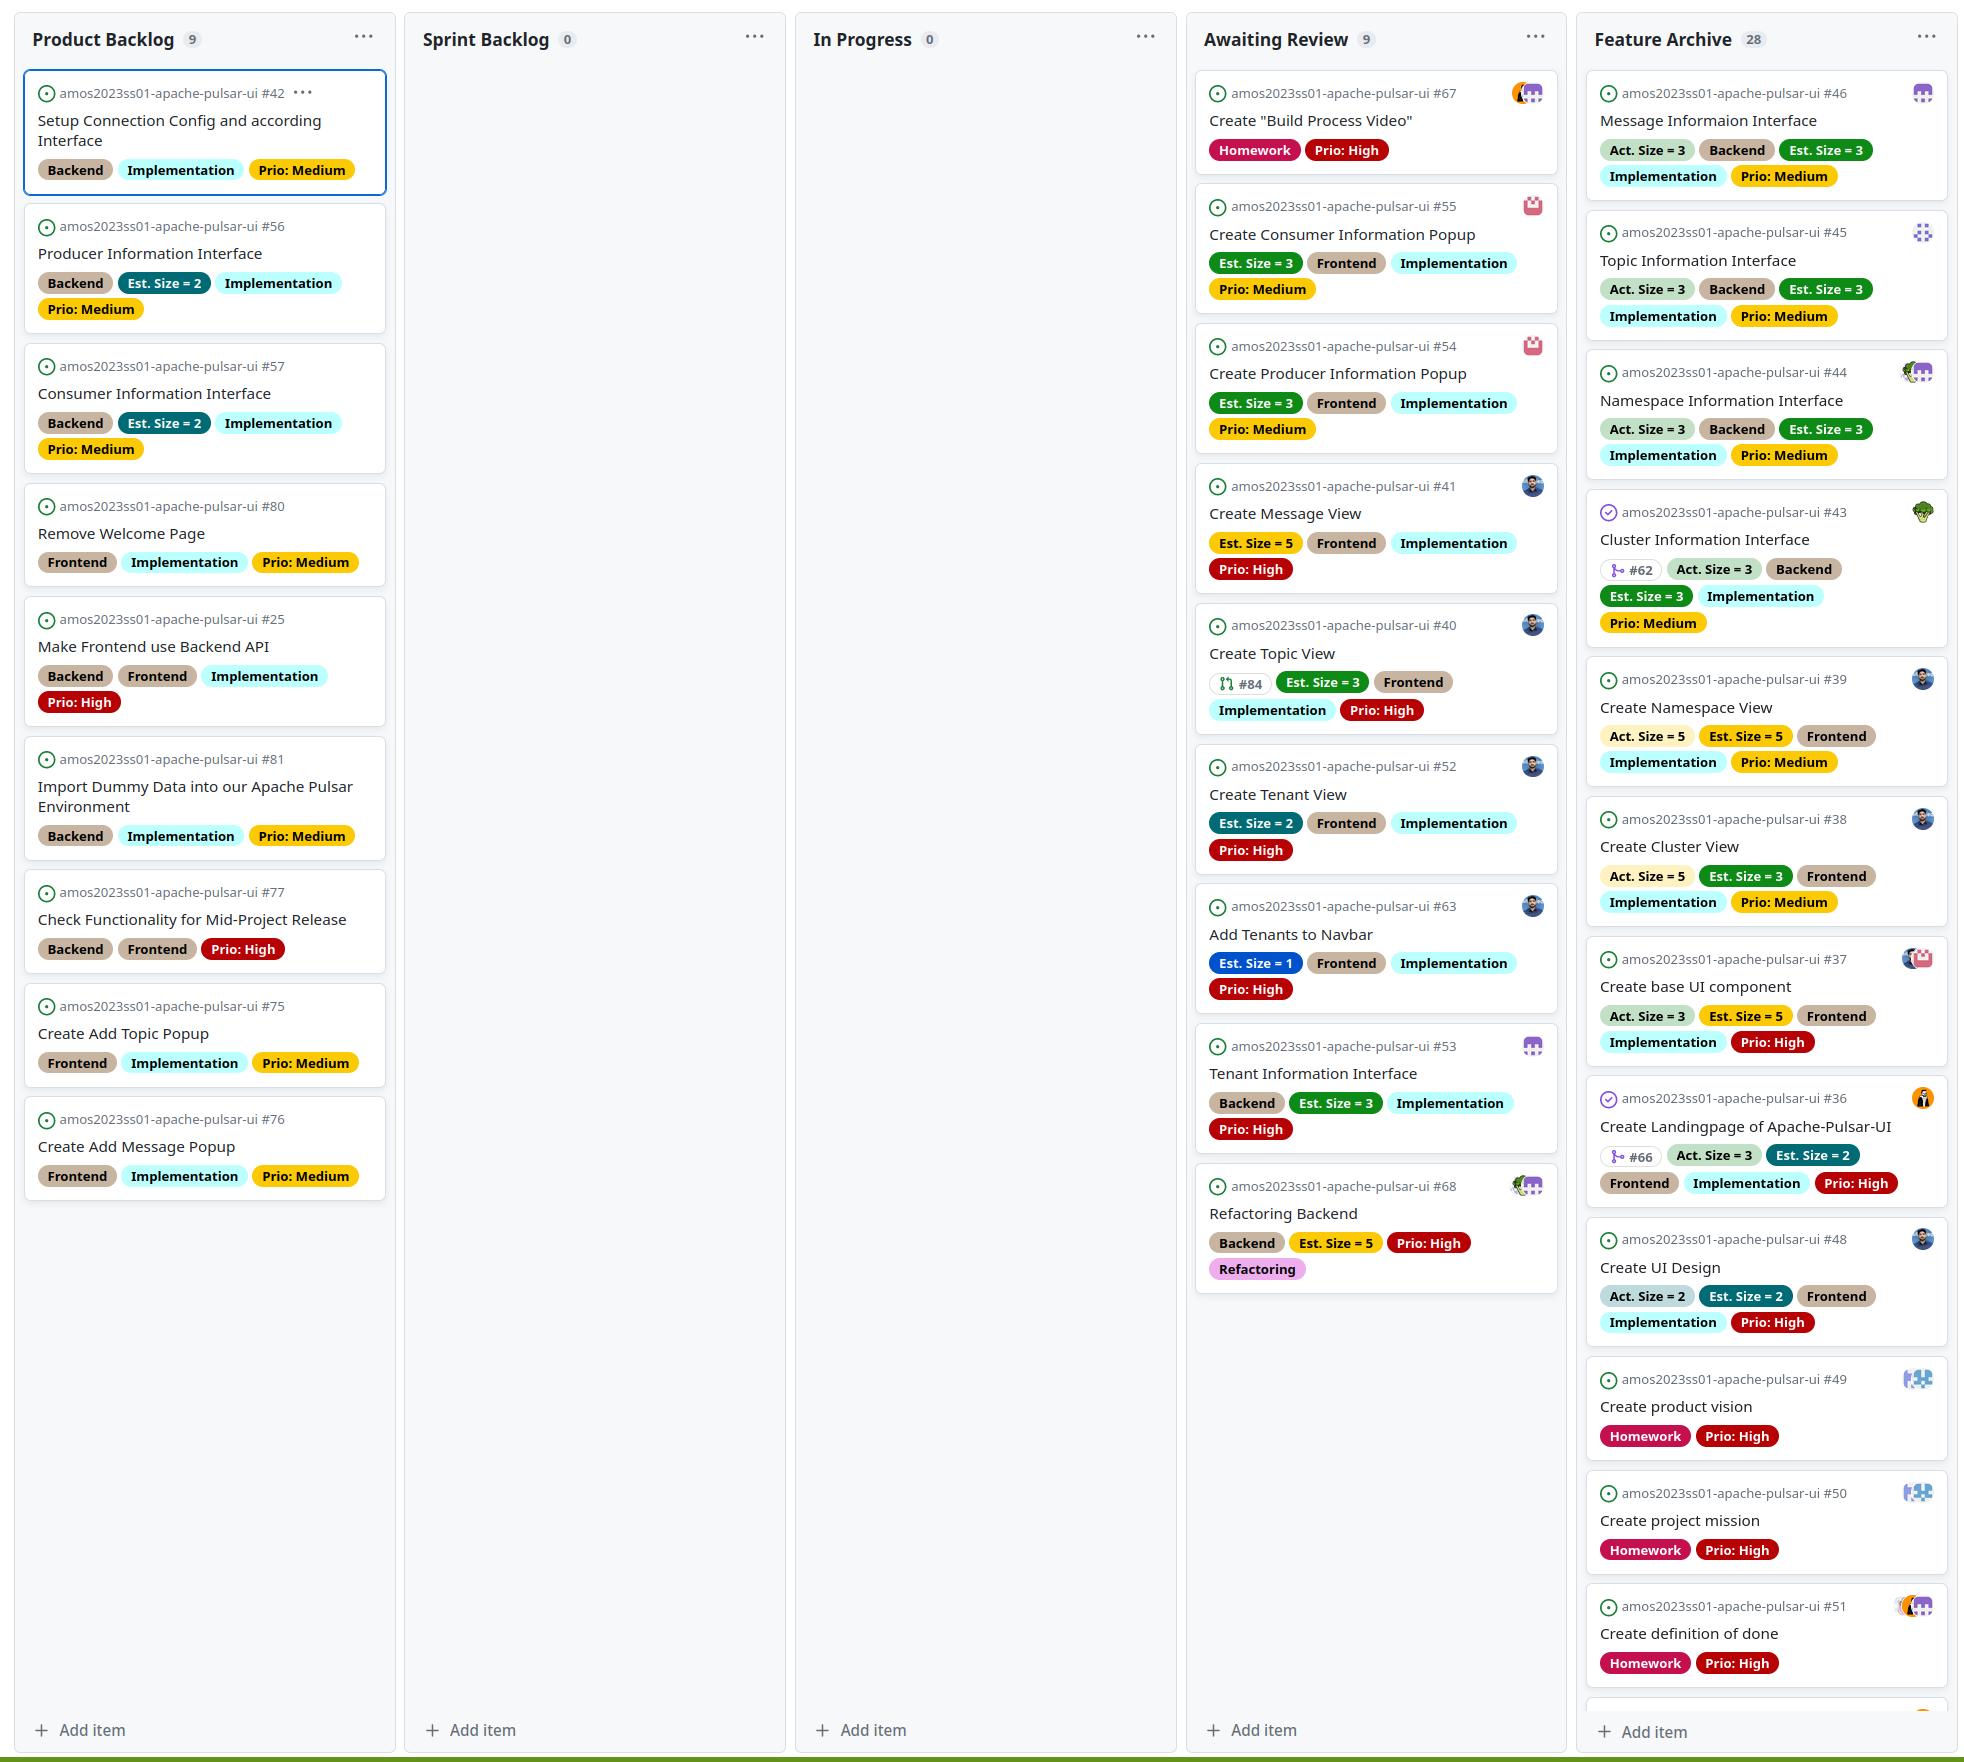 Product Backlog 9
amos2023ss01-apache-pulsar-ui #42
Setup Connection Config and according
Interface
Backend Implementation Prio: Medium
amos2023ss01-apache-pulsar-ui #56
Producer Information Interface
Backend Est. Size = 2 Implementation
Prio: Medium
amos2023ss01-apache-pulsar-ui #57
Consumer Information Interface
Backend Est. Size = 2 Implementation
Prio: Medium
amos2023ss01-apache-pulsar-ui #80
Remove Welcome Page
Frontend Implementation Prio: Medium
amos2023ss01-apache-pulsar-ui #25
Make Frontend use Backend API
Backend Frontend Implementation
Prio: High
amos2023ss01-apache-pulsar-ui #81
Import Dummy Data into our Apache Pulsar
Environment
Backend Implementation Prio: Medium
amos2023ss01-apache-pulsar-ui #77
Check Functionality for Mid-Project Release
Backend Frontend Prio: High
amos2023ss01-apache-pulsar-ui #75
Create Add Topic Popup
Frontend Implementation Prio: Medium
amos2023ss01-apache-pulsar-ui #76
Create Add Message Popup
Frontend Implementation Prio: Medium
Add item
Sprint Backlog 0
Add item
In Progress 0
Add item
Awaiting Review 9
amos2023ss01-apache-pulsar-ui #67
Create "Build Process Video"
Homework Prio: High
amos2023ss01-apache-pulsar-ui #55
Create Consumer Information Popup
Est. Size = 3 Frontend Implementation
Prio: Medium
amos2023ss01-apache-pulsar-ui #54
Create Producer Information Popup
Est. Size = 3 Frontend Implementation
Prio: Medium
amos2023ss01-apache-pulsar-ui #41
Create Message View
Est. Size = 5 Frontend Implementation
Prio: High
amos2023ss01-apache-pulsar-ui #40
Create Topic View
#84 Est. Size = 3 Frontend
Implementation Prio: High
amos2023ss01-apache-pulsar-ui #52
Create Tenant View
Est. Size = 2 Frontend Implementation
Prio: High
amos2023ss01-apache-pulsar-ui #63
Add Tenants to Navbar
Est. Size = 1 Frontend Implementation
Prio: High
amos2023ss01-apache-pulsar-ui #53
Tenant Information Interface
Backend Est. Size = 3 Implementation
Prio: High
amos2023ss01-apache-pulsar-ui #68
Refactoring Backend
Backend Est. Size = 5 Prio: High
Refactoring
Add item
Feature Archive 28
amos2023ss01-apache-pulsar-ui #46
Message Informaion Interface
Act. Size = 3 Backend Est. Size = 3
Implementation Prio: Medium
amos2023ss01-apache-pulsar-ui #45
Topic Information Interface
Act. Size = 3 Backend Est. Size = 3
Implementation Prio: Medium
amos2023ss01-apache-pulsar-ui #44
Namespace Information Interface
Act. Size = 3 Backend Est. Size = 3
Implementation Prio: Medium
amos2023ss01-apache-pulsar-ui #43
Cluster Information Interface
#62 Act. Size = 3 Backend
Est. Size = 3 Implementation
Prio: Medium
amos2023ss01-apache-pulsar-ui #39
Create Namespace View
Act. Size = 5 Est. Size = 5 Frontend
Implementation Prio: Medium
amos2023ss01-apache-pulsar-ui #38
Create Cluster View
Act. Size = 5 Est. Size = 3 Frontend
Implementation Prio: Medium
amos2023ss01-apache-pulsar-ui #37
Create base UI component
Act. Size = 3 Est. Size = 5 Frontend
Implementation Prio: High
amos2023ss01-apache-pulsar-ui #36
Create Landingpage of Apache-Pulsar-UI
#66 Act. Size = 3 Est. Size = 2
Frontend Implementation Prio: High
amos2023ss01-apache-pulsar-ui #48
Create UI Design
Act. Size = 2 Est. Size = 2 Frontend
Implementation Prio: High
amos2023ss01-apache-pulsar-ui #49
Create product vision
Homework Prio: High
amos2023ss01-apache-pulsar-ui #50
Create project mission
Homework Prio: High
amos2023ss01-apache-pulsar-ui #51
Create definition of done
Homework Prio: High
Add item